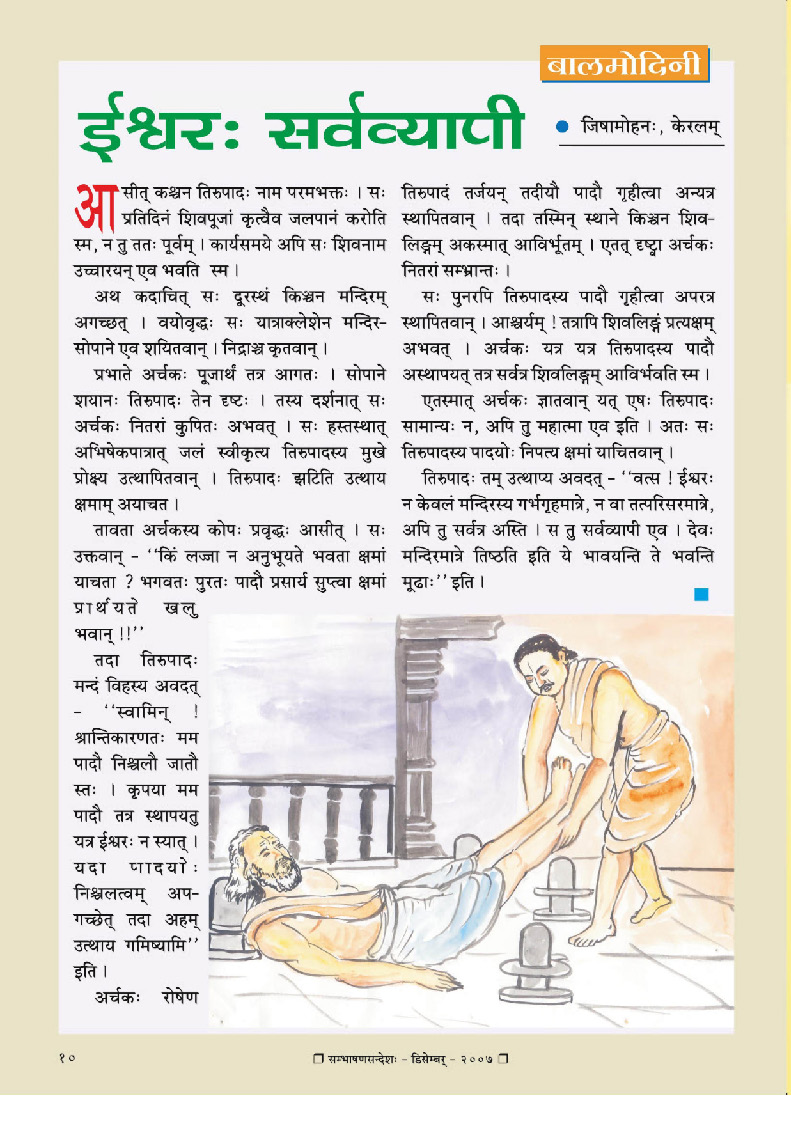 बालमोदिनी
ईश्वरः सर्वव्यापी
● जिषामोहनः, केरलम्
आसीत् कश्चन तिरुपादः नाम परमभक्तः । सः
प्रतिदिनं शिवपूजां कृत्वैव जलपानं करोति
स्म, न तु ततः पूर्वम् । कार्यसमये अपि सः शिवनाम
उच्चारयन् एव भवति स्म ।
अथ कदाचित् सः दूरस्थं किञ्चन मन्दिरम्
अगच्छत् । वयोवृद्धः सः यात्राक्लेशेन मन्दिर-
सोपाने एव शयितवान् । निद्राञ्च कृतवान् ।
प्रभाते अर्चकः पूजार्थं तत्र आगतः । सोपाने
शयानः तिरुपादः तेन दृष्टः । तस्य दर्शनात् सः
अर्चकः नितरां कुपितः अभवत् । सः हस्तस्थात्
अभिषेकपात्रात् जलं स्वीकृत्य तिरुपादस्य मुखे
प्रोक्ष्य उत्थापितवान् । तिरुपादः झटिति उत्थाय
क्षमाम् अयाचत ।
तावता अर्चकस्य कोपः प्रवृद्धः आसीत् । सः
उक्तवान् - ‘‘किं लज्जा न अनुभूयते भवता क्षमां
याचता ? भगवतः पुरतः पादौ प्रसार्य सुप्त्वा क्षमां
प्रार्थयते खलु
भवान् !!’’
तदा तिरुपादः
मन्दं विहस्य अवदत्
- ‘‘स्वामिन् !
श्रान्तिकारणतः मम
पादौ निश्चलौ जातौ
स्तः । कृपया मम
पादौ तत्र स्थापयतु
यत्र ईश्वरः न स्यात् ।
यदा पादयोः
निश्चलत्वम् अप-
गच्छेत् तदा अहम्
उत्थाय गमिष्यामि’’
इति ।
अर्चकः रोषेण
तिरुपादं तर्जयन् तदीयौ पादौ गृहीत्वा अन्यत्र
स्थापितवान् । तदा तस्मिन् स्थाने किञ्चन शिव-
लिङ्गम् अकस्मात् आविर्भूतम् । एतत् दृष्ट्वा अर्चकः
नितरां सम्भ्रान्तः ।
सः पुनरपि तिरुपादस्य पादौ गृहीत्वा अपरत्र
स्थापितवान् । आश्चर्यम् ! तत्रापि शिवलिङ्गं प्रत्यक्षम्
अभवत् । अर्चकः यत्र यत्र तिरुपादस्य पादौ
अस्थापयत् तत्र सर्वत्र शिवलिङ्गम् आविर्भवति स्म ।
एतस्मात् अर्चकः ज्ञातवान् यत् एषः तिरुपादः
सामान्यः न, अपि तु महात्मा एव इति । अतः सः
तिरुपादस्य पादयोः निपत्य क्षमां याचितवान् ।
तिरुपादः तम् उत्थाप्य अवदत् - ‘‘वत्स ! ईश्वरः
न केवलं मन्दिरस्य गर्भगृहमात्रे, न वा तत्परिसरमात्रे,
अपि तु सर्वत्र अस्ति । स तु सर्वव्यापी एव । देवः
मन्दिरमात्रे तिष्ठति इति ये भावयन्ति ते भवन्ति
मूढाः’’ इति ।
१० ❐ सम्भाषणसन्देशः - डिसेम्बर् - २००७ ❐